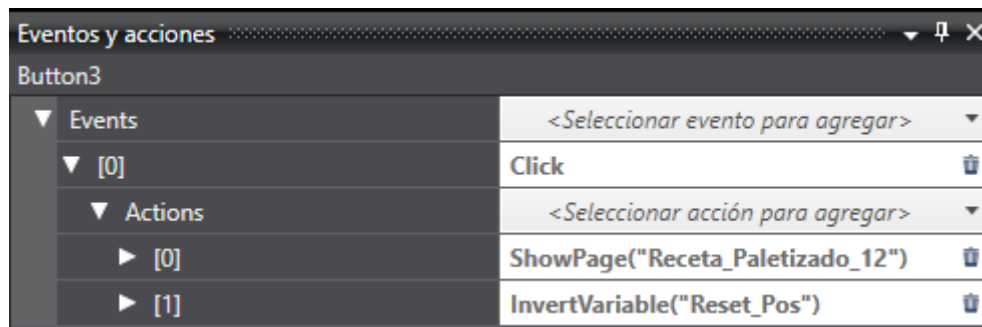 Eventos y acciones
Button3
Events <Seleccionar evento para agregar>
[0] Click
Actions <Seleccionar acción para agregar>
[0] ShowPage("Receta_Paletizado_12")
[1] InvertVariable("Reset_Pos")